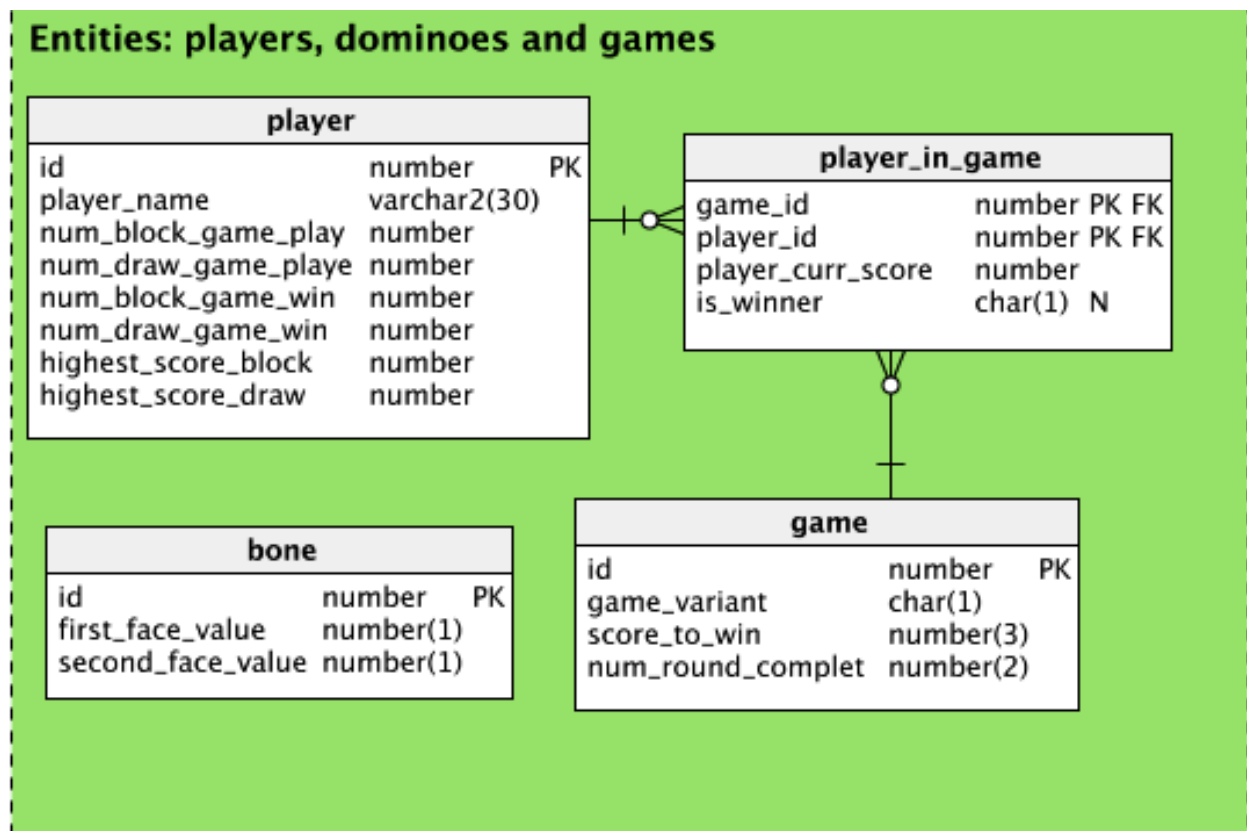 Entities: players, dominoes and games
player
id number PK
player_name varchar2(30)
num_block_game_play number
num_draw_game_playe number
num_block_game_win number
num_draw_game_win number
highest_score_block number
highest_score_draw number
player_in_game
game_id number PK FK
player_id number PK FK
player_curr_score number
is_winner char(1) N
bone
id number PK
first_face_value number(1)
second_face_value number(1)
game
id number PK
game_variant char(1)
score_to_win number(3)
num_round_complet number(2)